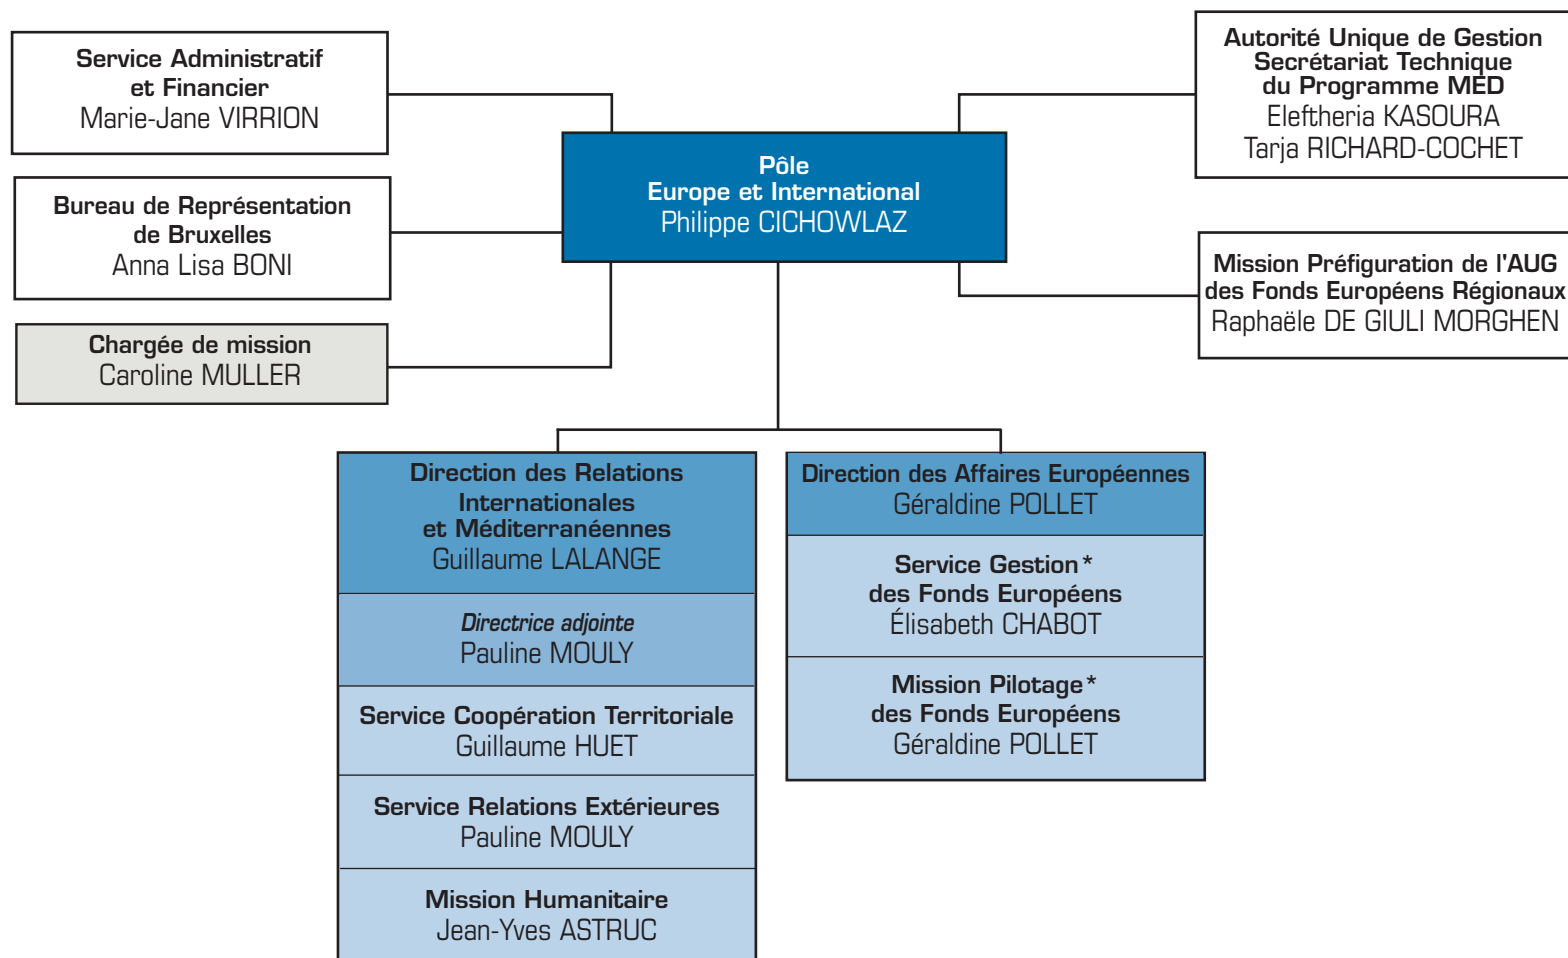 Service Administratif
et Financier
Marie-Jane VIRRION
Bureau de Représentation
de Bruxelles
Anna Lisa BONI
Chargée de mission
Caroline MULLER
Pôle
Europe et International
Philippe CICHOWLAZ
Autorité Unique de Gestion
Secrétariat Technique
du Programme MED
Eleftheria KASOURA
Tarja RICHARD-COCHET
Mission Préfiguration de l'AUG
des Fonds Européens Régionaux
Raphaële DE GIULI MORGHEN
Direction des Relations
Internationales
et Méditerranéennes
Guillaume LALANGE
Directrice adjointe
Pauline MOULY
Service Coopération Territoriale
Guillaume HUET
Service Relations Extérieures
Pauline MOULY
Mission Humanitaire
Jean-Yves ASTRUC
Direction des Affaires Européennes
Géraldine POLLET
Service Gestion*
des Fonds Européens
Élisabeth CHABOT
Mission Pilotage*
des Fonds Européens
Géraldine POLLET